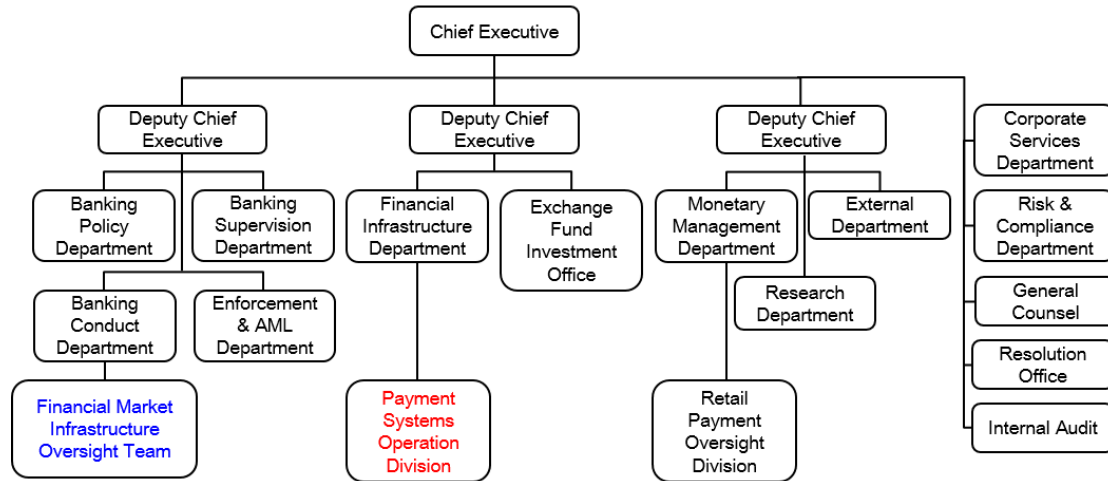 Chief Executive
Deputy Chief
Executive
Deputy Chief
Executive
Deputy Chief
Executive
Corporate
Services
Department
Banking
Policy
Department
Banking
Supervision
Department
Financial
Infrastructure
Department
Exchange
Fund
Investment
Office
Monetary
Management
Department
External
Department
Risk &
Compliance
Department
Banking
Conduct
Department
Enforcement
& AML
Department
Research
Department
General
Counsel
Resolution
Office
Financial Market
Infrastructure
Oversight Team
Payment
Systems
Operation
Division
Retail
Payment
Oversight
Division
Internal Audit